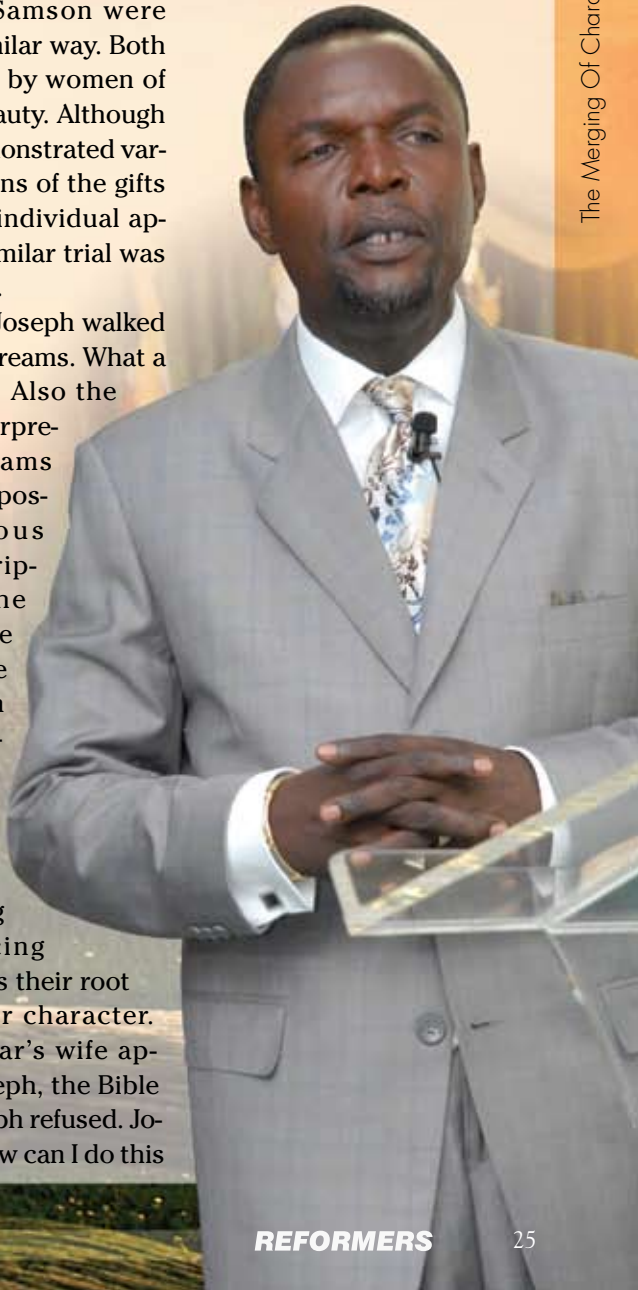 Samson were
milar way. Both
by women of
auty. Although
onstrated var-
ns of the gifts
individual ap-
milar trial was
Joseph walked
reams. What a
Also the
rpre-
ams
pos-
ous
rip-
he
e
e
g
ing
s their root
r character.
ar's wife ap-
eph, the Bible
ph refused. Jo-
w can I do this
The Merging Of Charac
REFORMERS
25